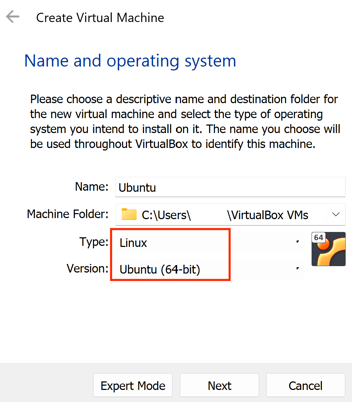 Create Virtual Machine
Name and operating system
Please choose a descriptive name and destination folder for
the new virtual machine and select the type of operating
system you intend to install on it. The name you choose will
be used throughout VirtualBox to identify this machine.
Name: Ubuntu
Machine Folder: C:\Users\ \VirtualBox VMs
Type: Linux
64
Version: Ubuntu (64-bit)
Expert Mode Next Cancel